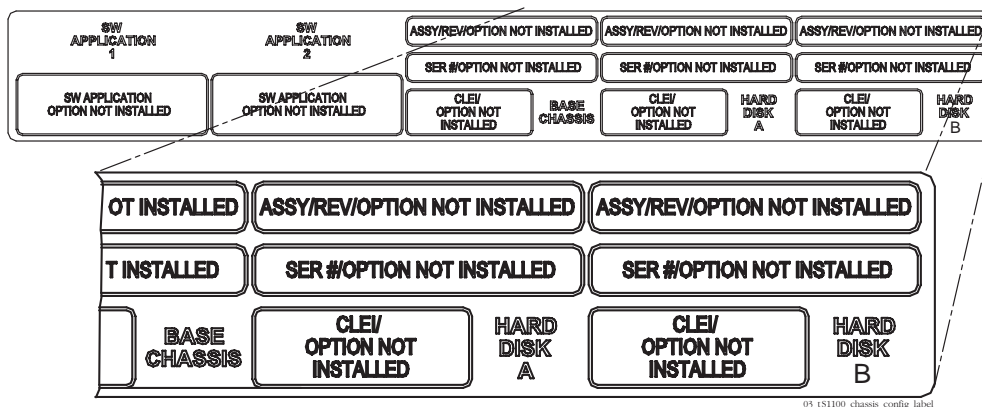 SW
APPLICATION
1
SW
APPLICATION
2
ASSY/REV/OPTION NOT INSTALLED
ASSY/REV/OPTION NOT INSTALLED
ASSY/REV/OPTION NOT INSTALLED
SER #/OPTION NOT INSTALLED
SER #/OPTION NOT INSTALLED
SER #/OPTION NOT INSTALLED
SW APPLICATION
OPTION NOT INSTALLED
SW APPLICATION
OPTION NOT INSTALLED
CLEI/
OPTION NOT
INSTALLED
BASE
CHASSIS
CLEI/
OPTION NOT
INSTALLED
HARD
DISK
A
CLEI/
OPTION NOT
INSTALLED
HARD
DISK
B
OT INSTALLED
ASSY/REV/OPTION NOT INSTALLED
ASSY/REV/OPTION NOT INSTALLED
T INSTALLED
SER #/OPTION NOT INSTALLED
SER #/OPTION NOT INSTALLED
BASE
CHASSIS
CLEI/
OPTION NOT
INSTALLED
HARD
DISK
A
CLEI/
OPTION NOT
INSTALLED
HARD
DISK
B
03_tS1100_chassis_config_label